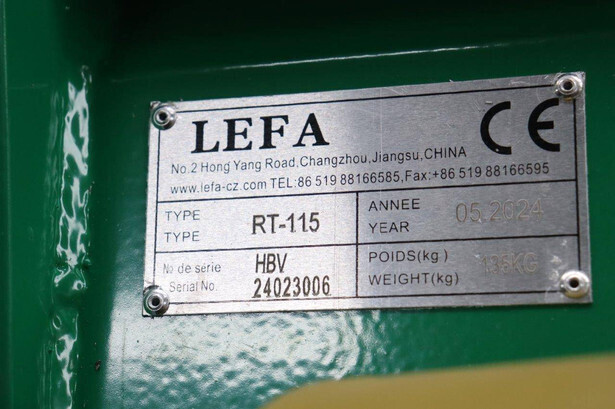 LEFA CE
No.2 Hong Yang Road,Changzhou,Jiangsu,CHINA
www.lefa-cz.com TEL:86 519 88166585,Fax:+86 519 88166595
TYPE
TYPE RT-115
ANNEE
YEAR 05.2024
№ de série
Serial No. HBV
24023006
POIDS(kg)
WEIGHT(kg)